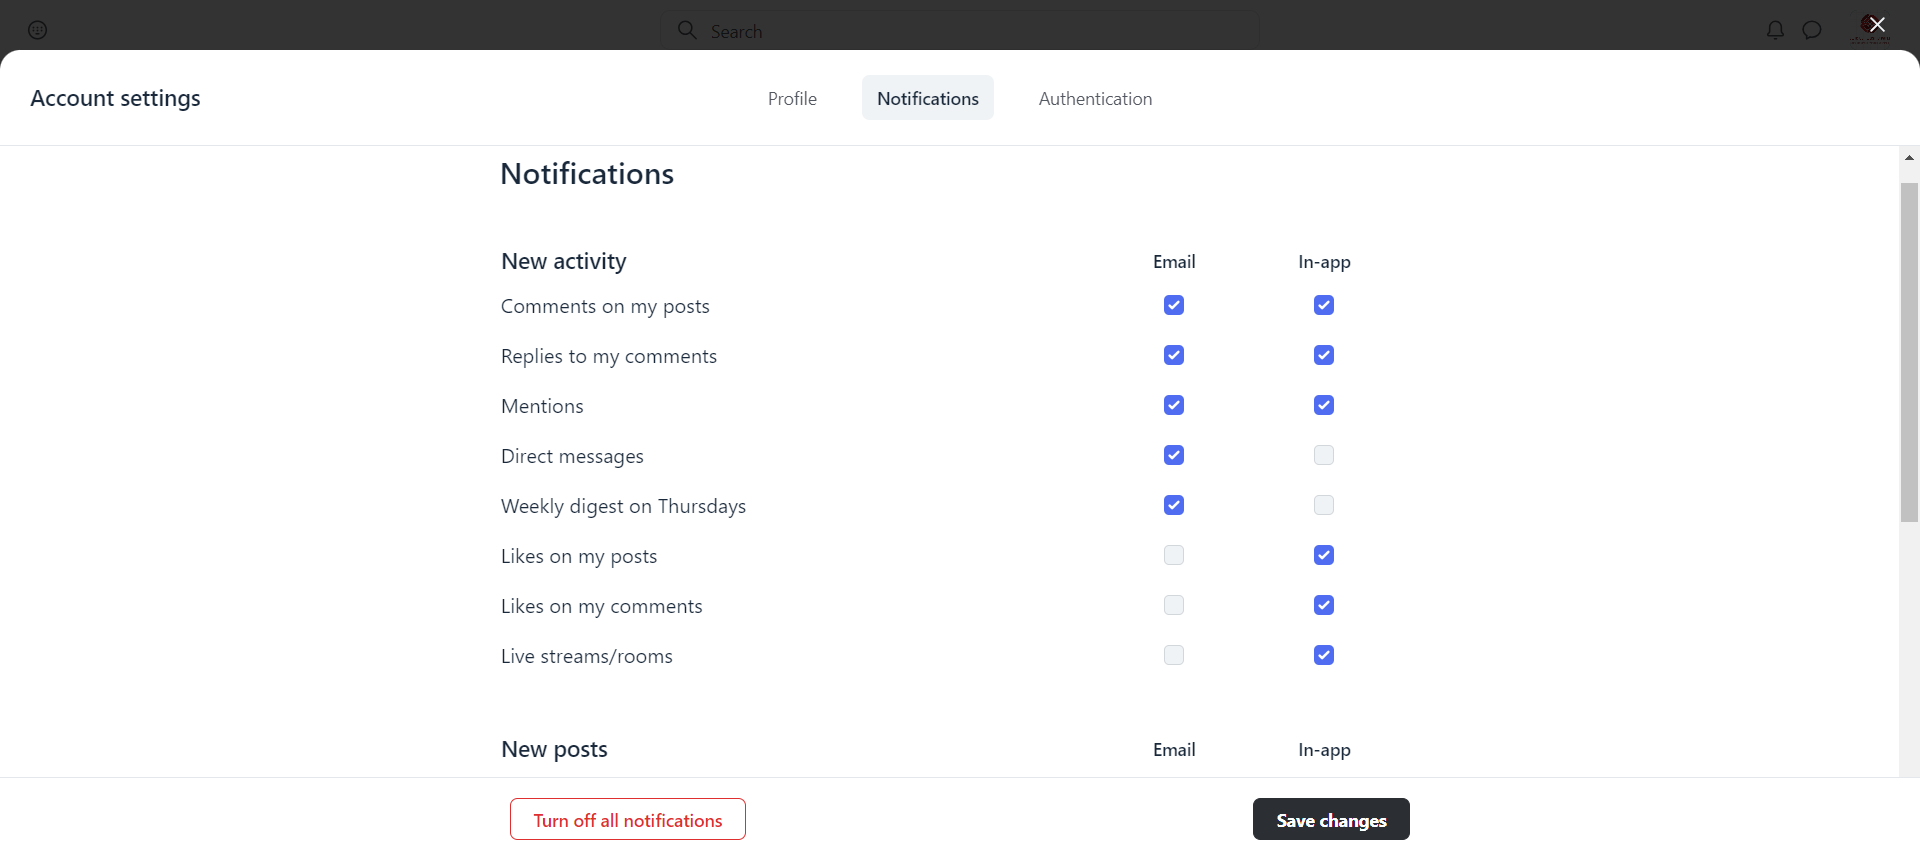 Search
Account settings
Profile
Notifications
Authentication
Notifications
New activity Email In-app
Comments on my posts
Replies to my comments
Mentions
Direct messages
Weekly digest on Thursdays
Likes on my posts
Likes on my comments
Live streams/rooms
New posts Email In-app
Turn off all notifications
Save changes